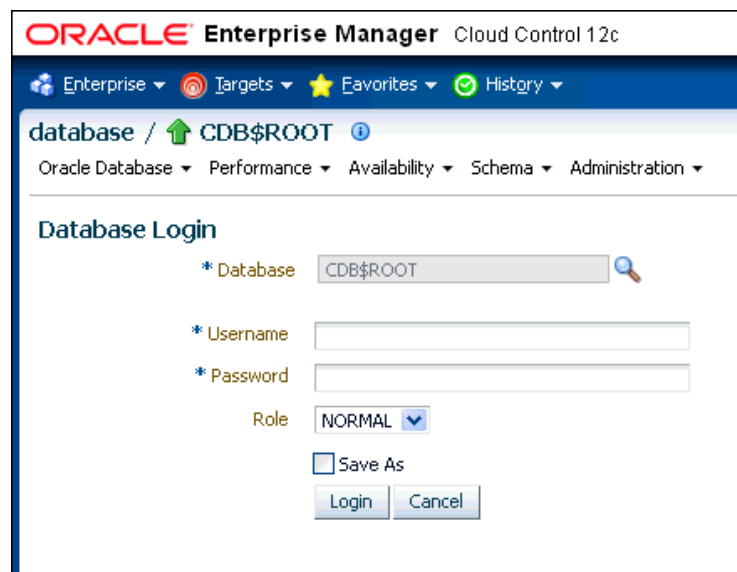 ORACLE Enterprise Manager Cloud Control 12c
Enterprise Targets Favorites History
database / CDB$ROOT
Oracle Database Performance Availability Schema Administration
Database Login
* Database CDB$ROOT
* Username
* Password
Role NORMAL
Save As
Login Cancel